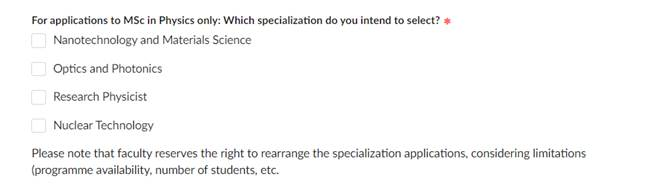 For applications to MSc in Physics only: Which specialization do you intend to select? *
Nanotechnology and Materials Science
Optics and Photonics
Research Physicist
Nuclear Technology
Please note that faculty reserves the right to rearrange the specialization applications, considering limitations
(programme availability, number of students, etc.